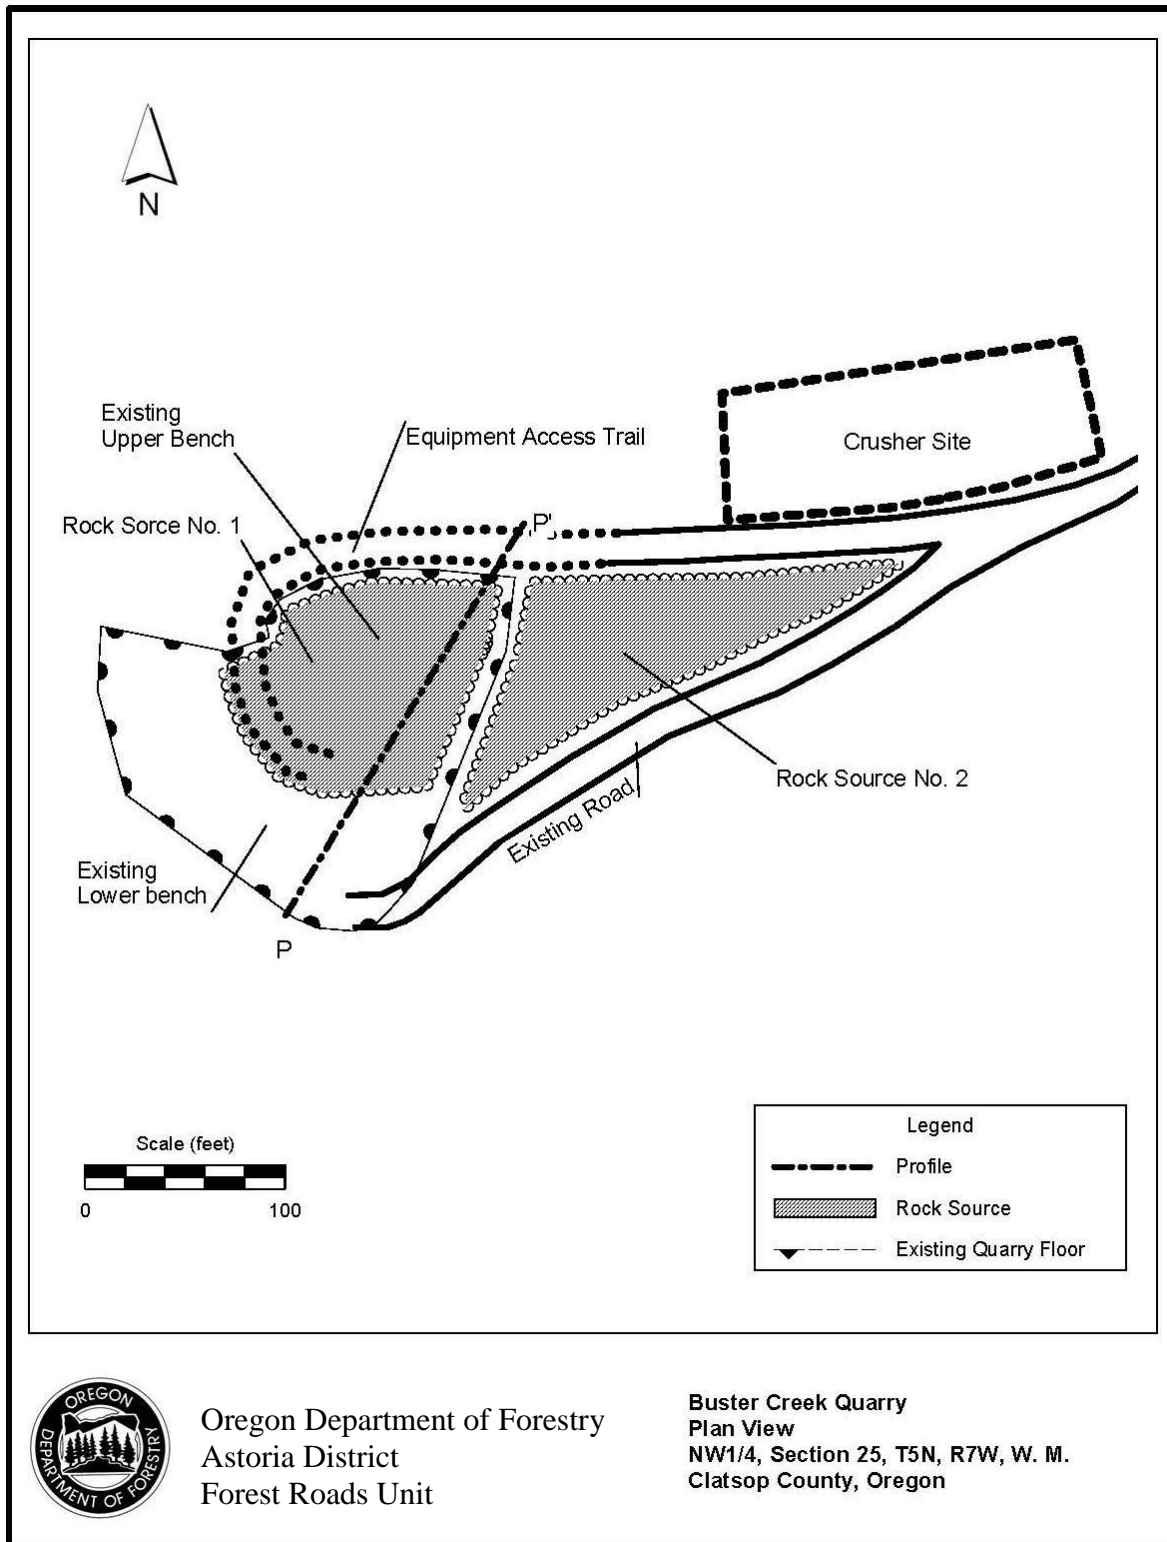 N
Existing
Upper Bench
Equipment Access Trail
Crusher Site
Rock Sorce No. 1
P'
Rock Source No. 2
Existing Road
Existing
Lower bench
P
Scale (feet)
0 100
Legend
Profile
Rock Source
Existing Quarry Floor
OREGON
DEPARTMENT OF FORESTRY
Oregon Department of Forestry
Astoria District
Forest Roads Unit
Buster Creek Quarry
Plan View
NW1/4, Section 25, T5N, R7W, W. M.
Clatsop County, Oregon